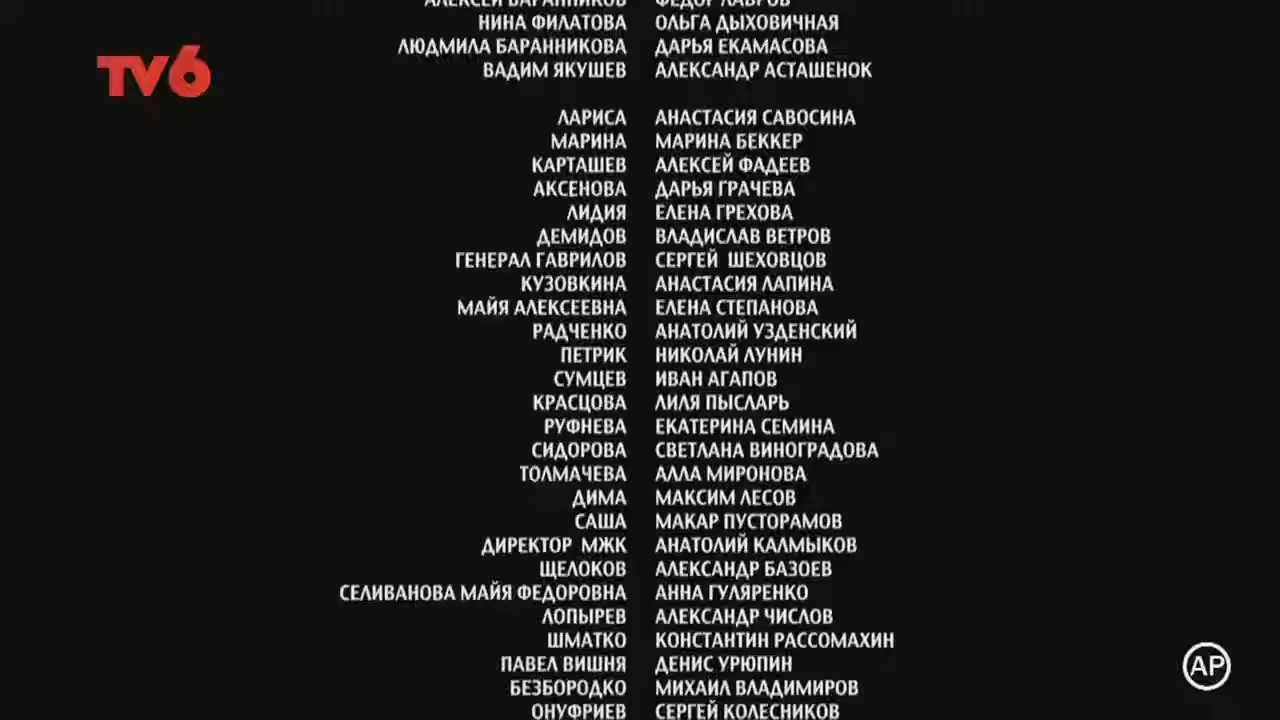 АЛЕКСЕЙ БАРАННИКОВ ФЕДОР ЛАВРОВ
НИНА ФИЛАТОВА ОЛЬГА ДЫХОВИЧНАЯ
ЛЮДМИЛА БАРАННИКОВА ДАРЬЯ ЕКАМАСОВА
TV6
ВАДИМ ЯКУШЕВ АЛЕКСАНДР АСТАШЕНОК
ЛАРИСА АНАСТАСИЯ САВОСИНА
МАРИНА МАРИНА БЕККЕР
КАРТАШЕВ АЛЕКСЕЙ ФАДЕЕВ
АКСЕНОВА ДАРЬЯ ГРАЧЕВА
ЛИДИЯ ЕЛЕНА ГРЕХОВА
ДЕМИДОВ ВЛАДИСЛАВ ВЕТРОВ
ГЕНЕРАЛ ГАВРИЛОВ СЕРГЕЙ ШЕХОВЦОВ
КУЗОВКИНА АНАСТАСИЯ ЛАПИНА
МАЙЯ АЛЕКСЕЕВНА ЕЛЕНА СТЕПАНОВА
РАДЧЕНКО АНАТОЛИЙ УЗДЕНСКИЙ
ПЕТРИК НИКОЛАЙ ЛУНИН
СУМЦЕВ ИВАН АГАПОВ
КРАСЦОВА ЛИЛЯ ПЫСЛАРЬ
РУФНЕВА ЕКАТЕРИНА СЕМИНА
СИДОРОВА СВЕТЛАНА ВИНОГРАДОВА
ТОЛМАЧЕВА АЛЛА МИРОНОВА
ДИМА МАКСИМ ЛЕСОВ
САША МАКАР ПУСТОРАМОВ
ДИРЕКТОР МЖК АНАТОЛИЙ КАЛМЫКОВ
ЩЕЛОКОВ АЛЕКСАНДР БАЗОЕВ
СЕЛИВАНОВА МАЙЯ ФЕДОРОВНА АННА ГУЛЯРЕНКО
ЛОПЫРЕВ АЛЕКСАНДР ЧИСЛОВ
ШМАТКО КОНСТАНТИН РАССОМАХИН
ПАВЕЛ ВИШНЯ ДЕНИС УРЮПИН
AP
БЕЗБОРОДКО МИХАИЛ ВЛАДИМИРОВ
ОНУФРИЕВ СЕРГЕЙ КОЛЕСНИКОВ